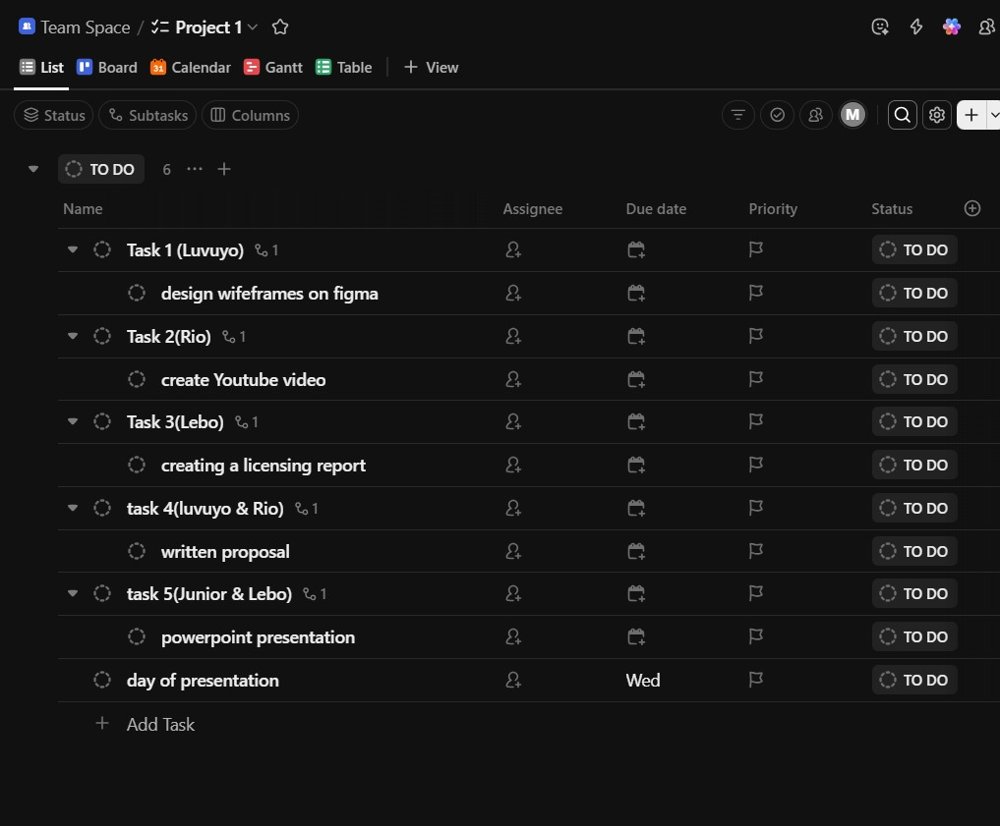 Team Space / Project 1
List Board 31 Calendar Gantt Table + View
Status Subtasks Columns M
TO DO 6 ... +
Name Assignee Due date Priority Status
Task 1 (Luvuyo) 1 TO DO
design wifeframes on figma TO DO
Task 2(Rio) 1 TO DO
create Youtube video TO DO
Task 3(Lebo) 1 TO DO
creating a licensing report TO DO
task 4(luvuyo & Rio) 1 TO DO
written proposal TO DO
task 5(Junior & Lebo) 1 TO DO
powerpoint presentation TO DO
day of presentation Wed TO DO
+ Add Task